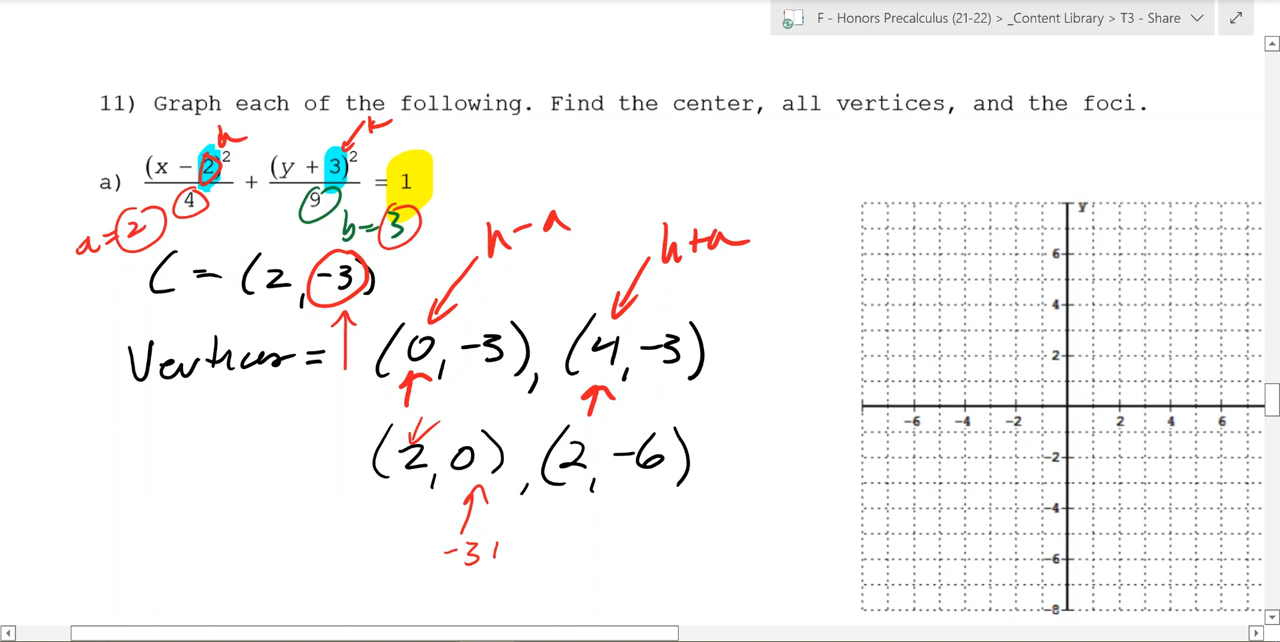 F - Honors Precalculus (21-22) > _Content Library > T3 - Share
11) Graph each of the following. Find the center, all vertices, and the foci.
h k
a) (x - 2)²/4 + (y + 3)²/9 = 1
a = 2 b = 3
h - a h + a
C = (2, -3)
Vertices = (0, -3), (4, -3)
(2, 0), (2, -6)
-3 +
y
6
4
2
-6 -4 -2 2 4 6
-2
-4
-6
-8